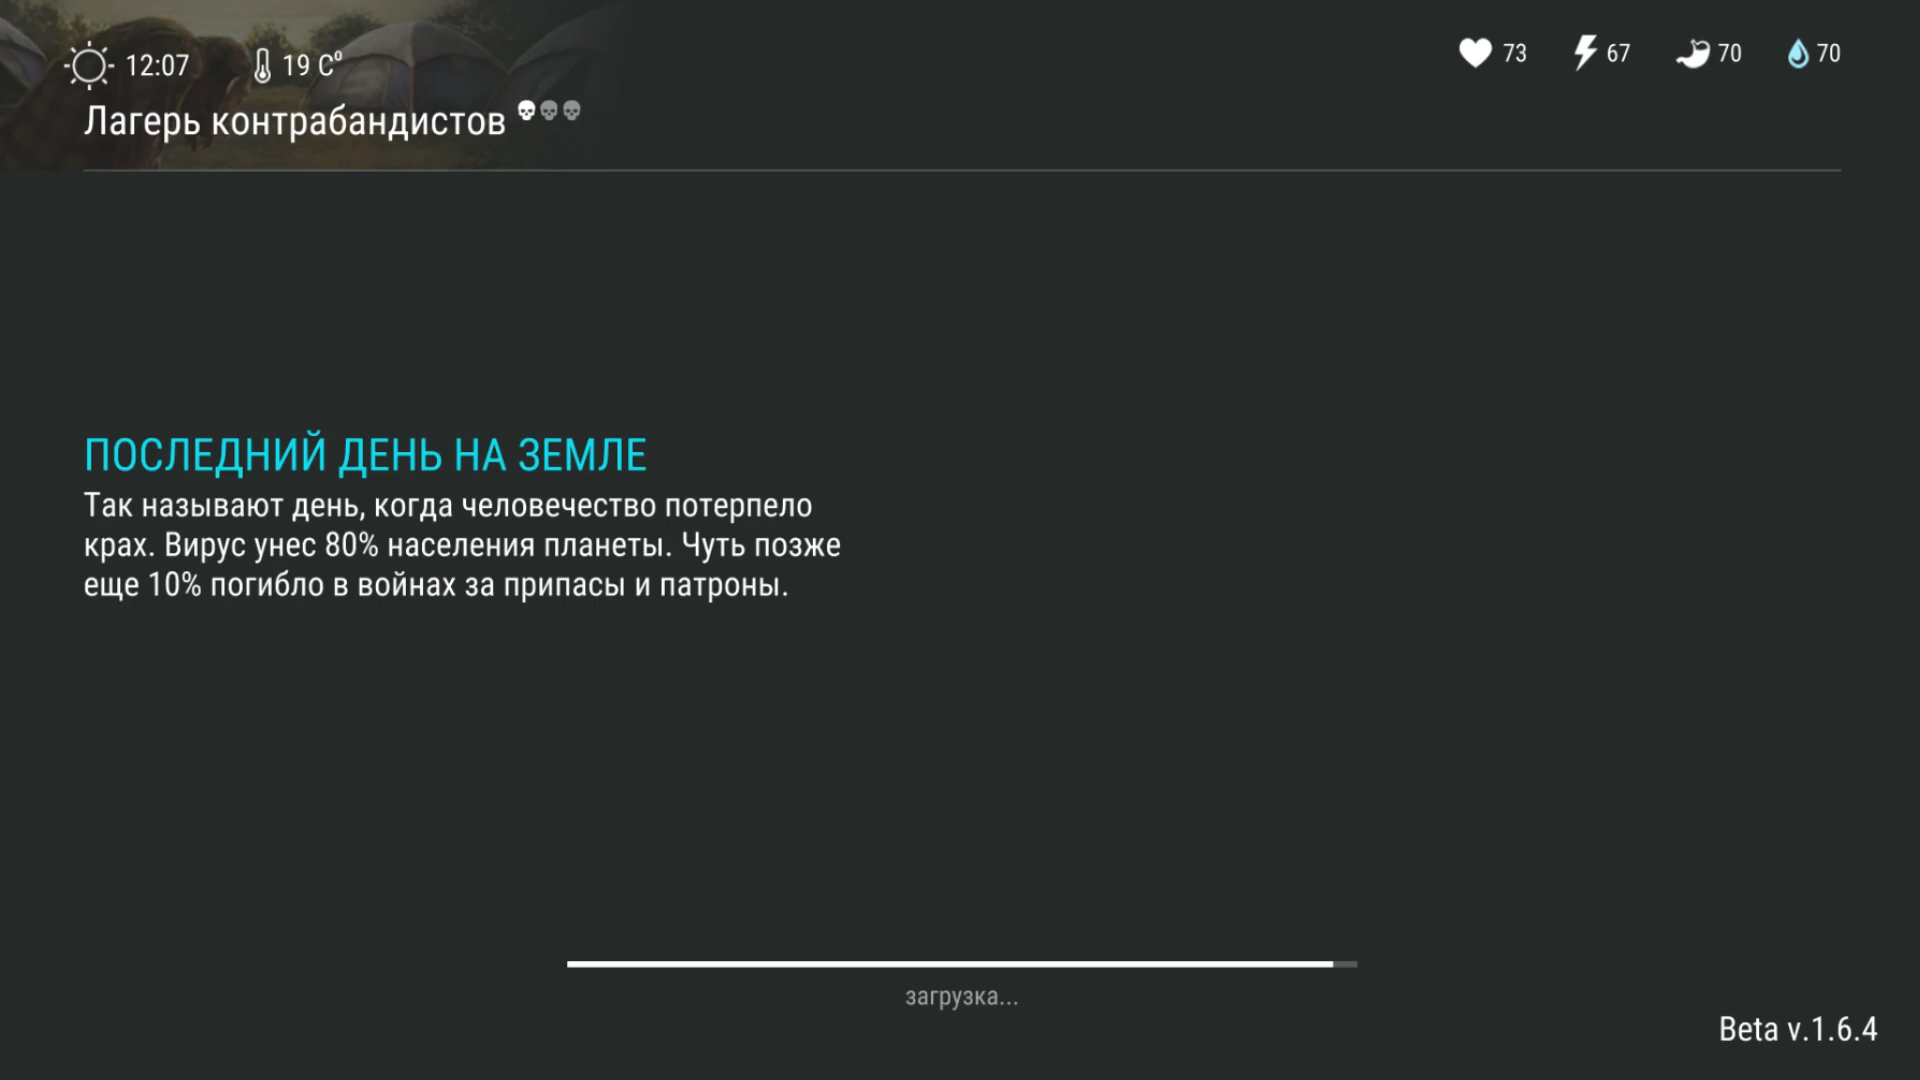 12:07
19 C°
73
67
70
70
Лагерь контрабандистов
ПОСЛЕДНИЙ ДЕНЬ НА ЗЕМЛЕ
Так называют день, когда человечество потерпело
крах. Вирус унес 80% населения планеты. Чуть позже
еще 10% погибло в войнах за припасы и патроны.
загрузка...
Beta v.1.6.4